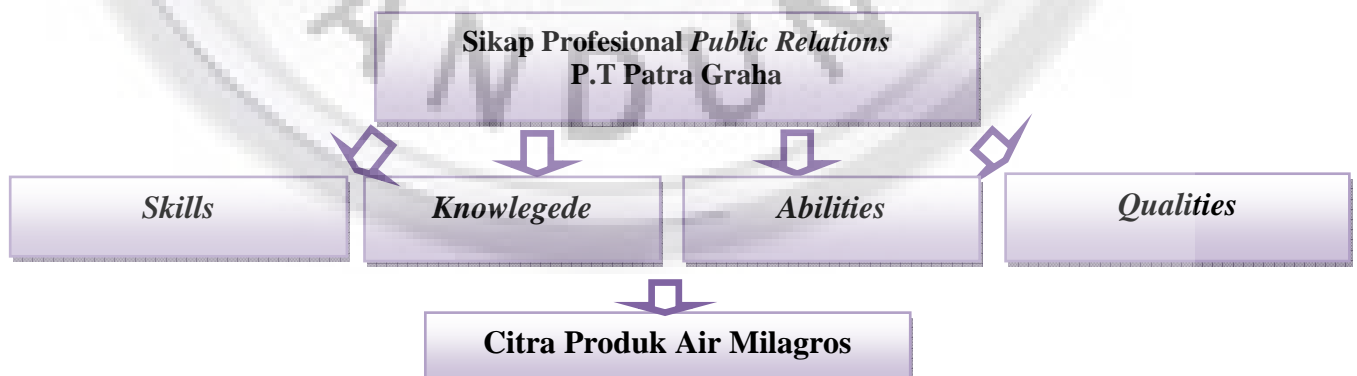 Sikap Profesional Public Relations
P.T Patra Graha
Skills
Knowlegede
Abilities
Qualities
Citra Produk Air Milagros